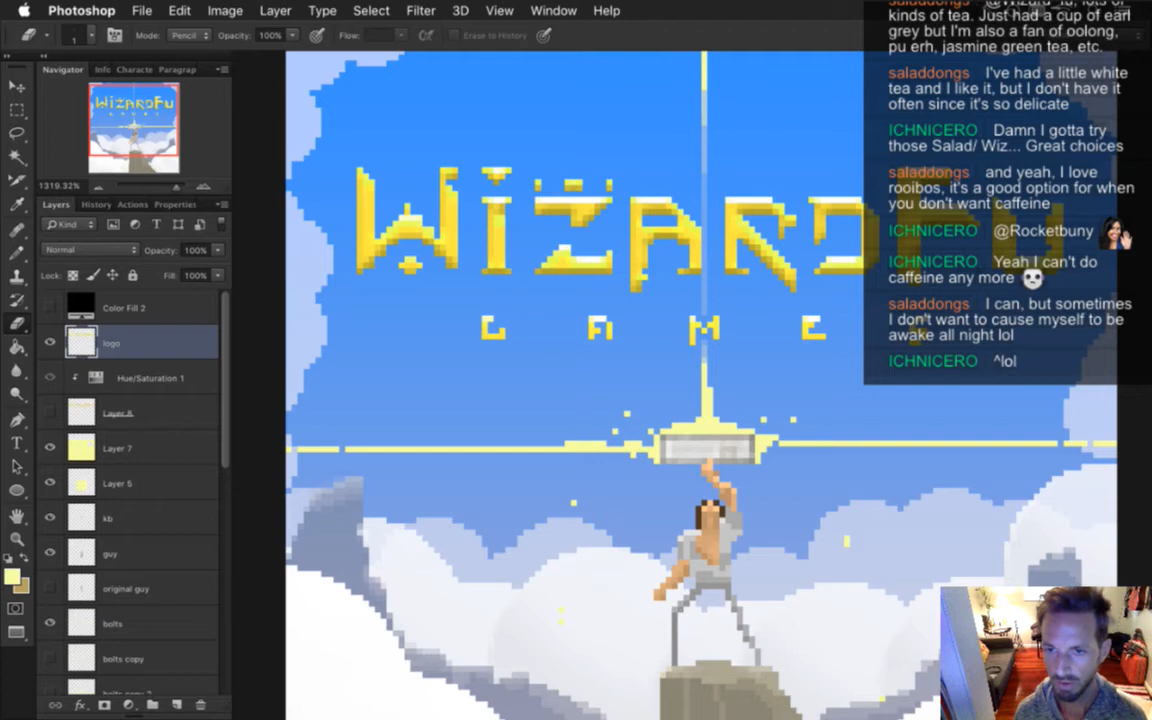 Photoshop File Edit Image Layer Type Select Filter 3D View Window Help
1 Mode: Pencil Opacity: 100% Flow: Erase to History
Navigator Info Characte Paragrap
1319.32%
Layers History Actions Properties
Kind
Normal Opacity: 100%
Lock: Fill: 100%
Color Fill 2
logo
Hue/Saturation 1
Layer 8
Layer 7
Layer 5
kb
guy
original guy
bolts
bolts copy
WIZARDFU
GAME
kinds of tea. Just had a cup of earl
grey but I'm also a fan of oolong,
pu erh, jasmine green tea, etc.
saladdongs I've had a little white
tea and I like it, but I don't have it
often since it's so delicate
ICHNICERO Damn I gotta try
those Salad/ Wiz... Great choices
saladdongs and yeah, I love
rooibos, it's a good option for when
you don't want caffeine
ICHNICERO @Rocketbuny
ICHNICERO Yeah I can't do
caffeine any more
saladdongs I can, but sometimes
I don't want to cause myself to be
awake all night lol
ICHNICERO ^lol